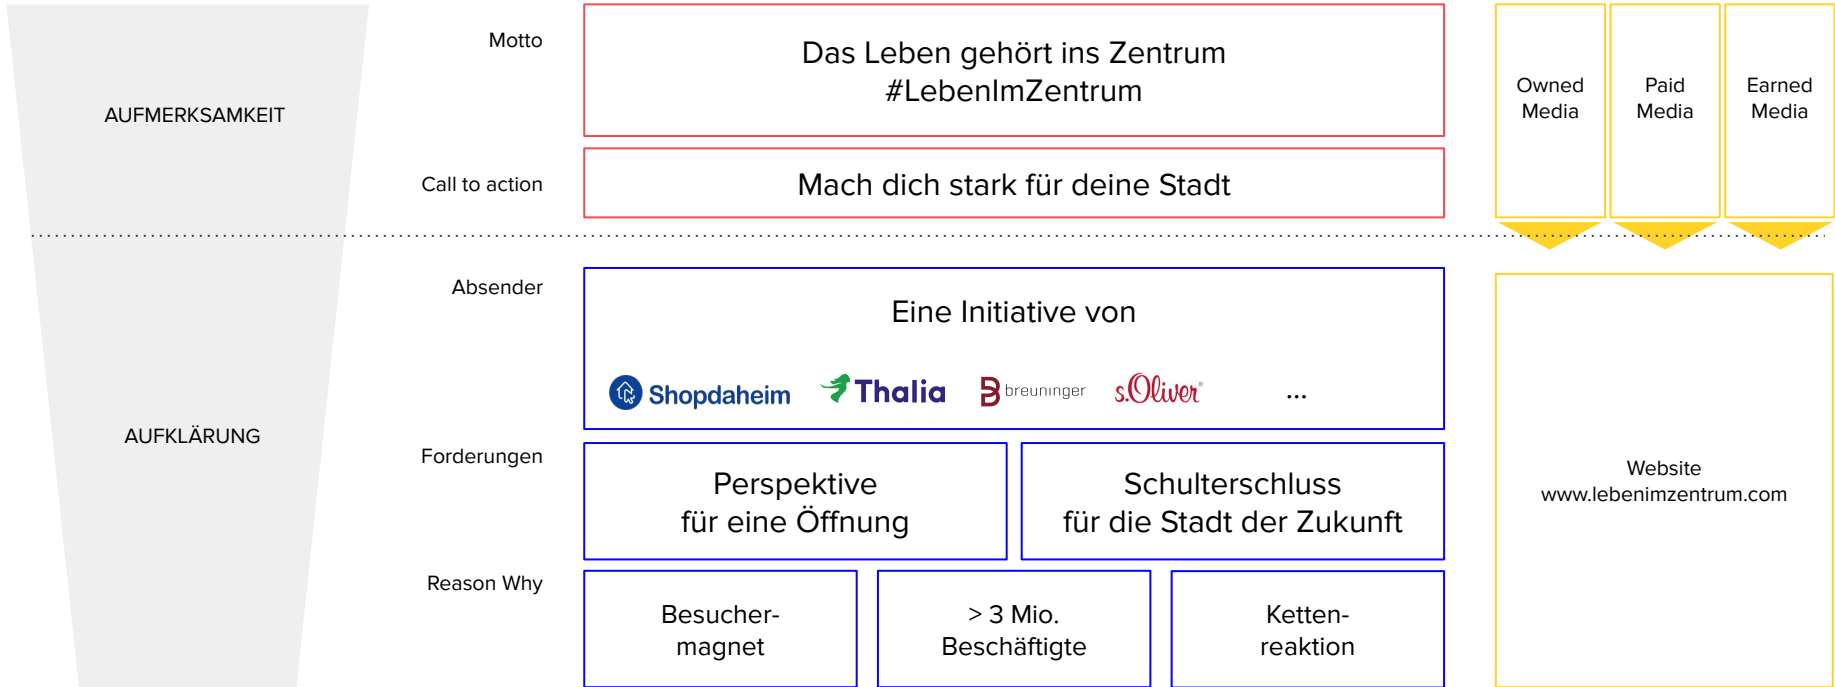 Motto
Das Leben gehört ins Zentrum
#LebenImZentrum
AUFMERKSAMKEIT
Owned
Media
Paid
Media
Earned
Media
Call to action
Mach dich stark für deine Stadt
Absender
Eine Initiative von
Shopdaheim
Thalia
breuninger
s.Oliver®
...
AUFKLÄRUNG
Forderungen
Perspektive
für eine Öffnung
Schulterschluss
für die Stadt der Zukunft
Website
www.lebenimzentrum.com
Reason Why
Besucher-
magnet
> 3 Mio.
Beschäftigte
Ketten-
reaktion